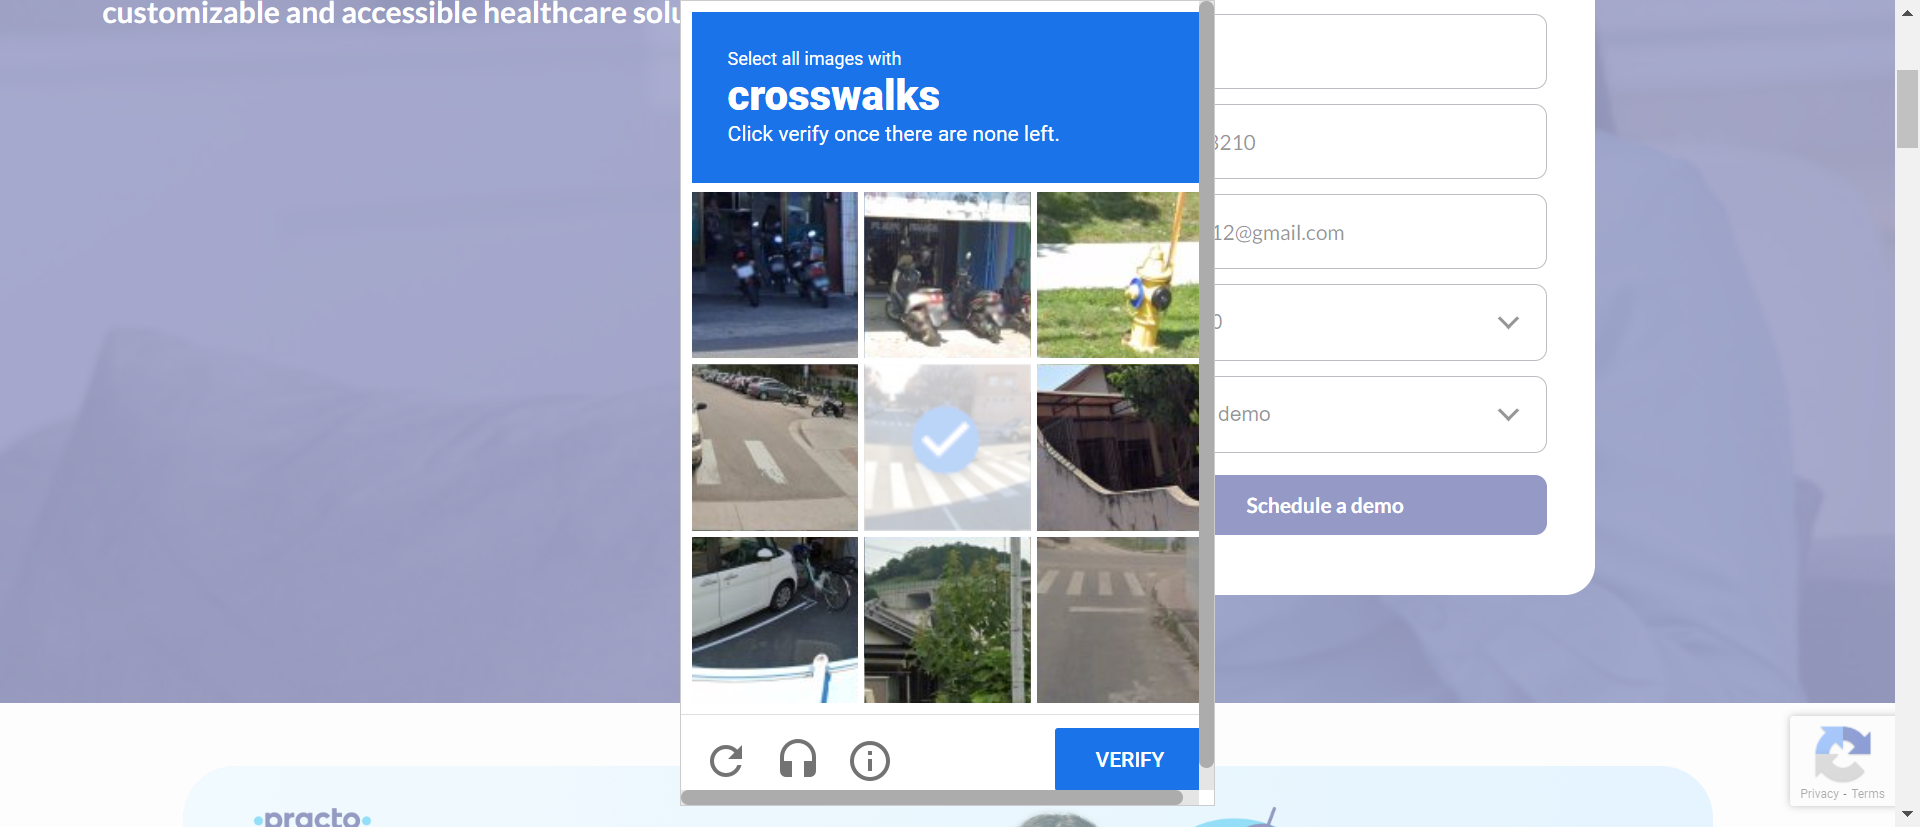 customizable and accessible healthcare solu
Select all images with
crosswalks
Click verify once there are none left.
3210
12@gmail.com
0
demo
Schedule a demo
VERIFY
Privacy - Terms
practo